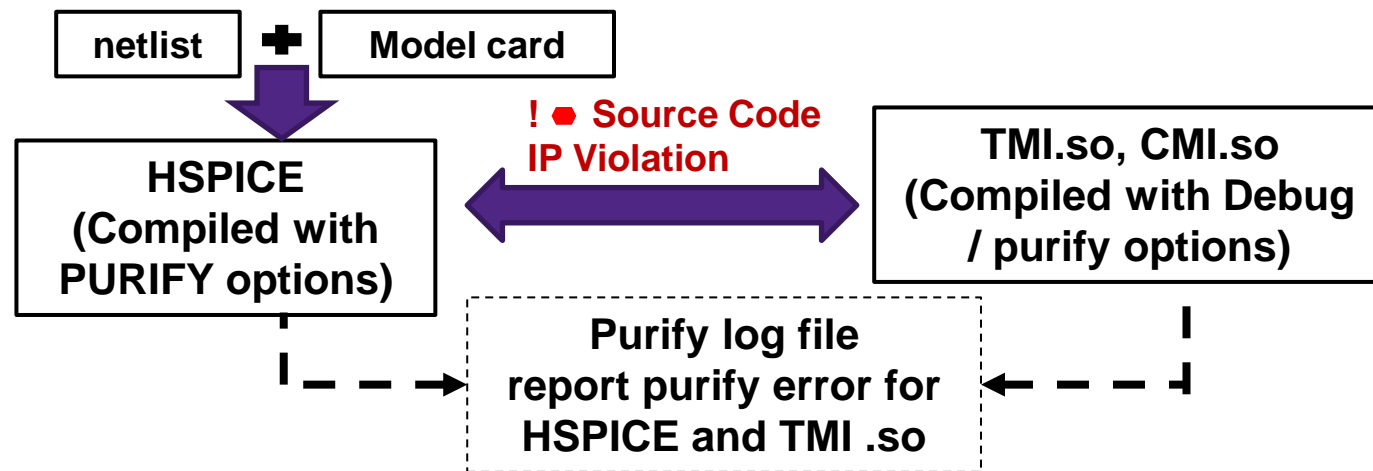 netlist
Model card
! Source Code
IP Violation
HSPICE
(Compiled with
PURIFY options)
TMI.so, CMI.so
(Compiled with Debug
/ purify options)
Purify log file
report purify error for
HSPICE and TMI .so